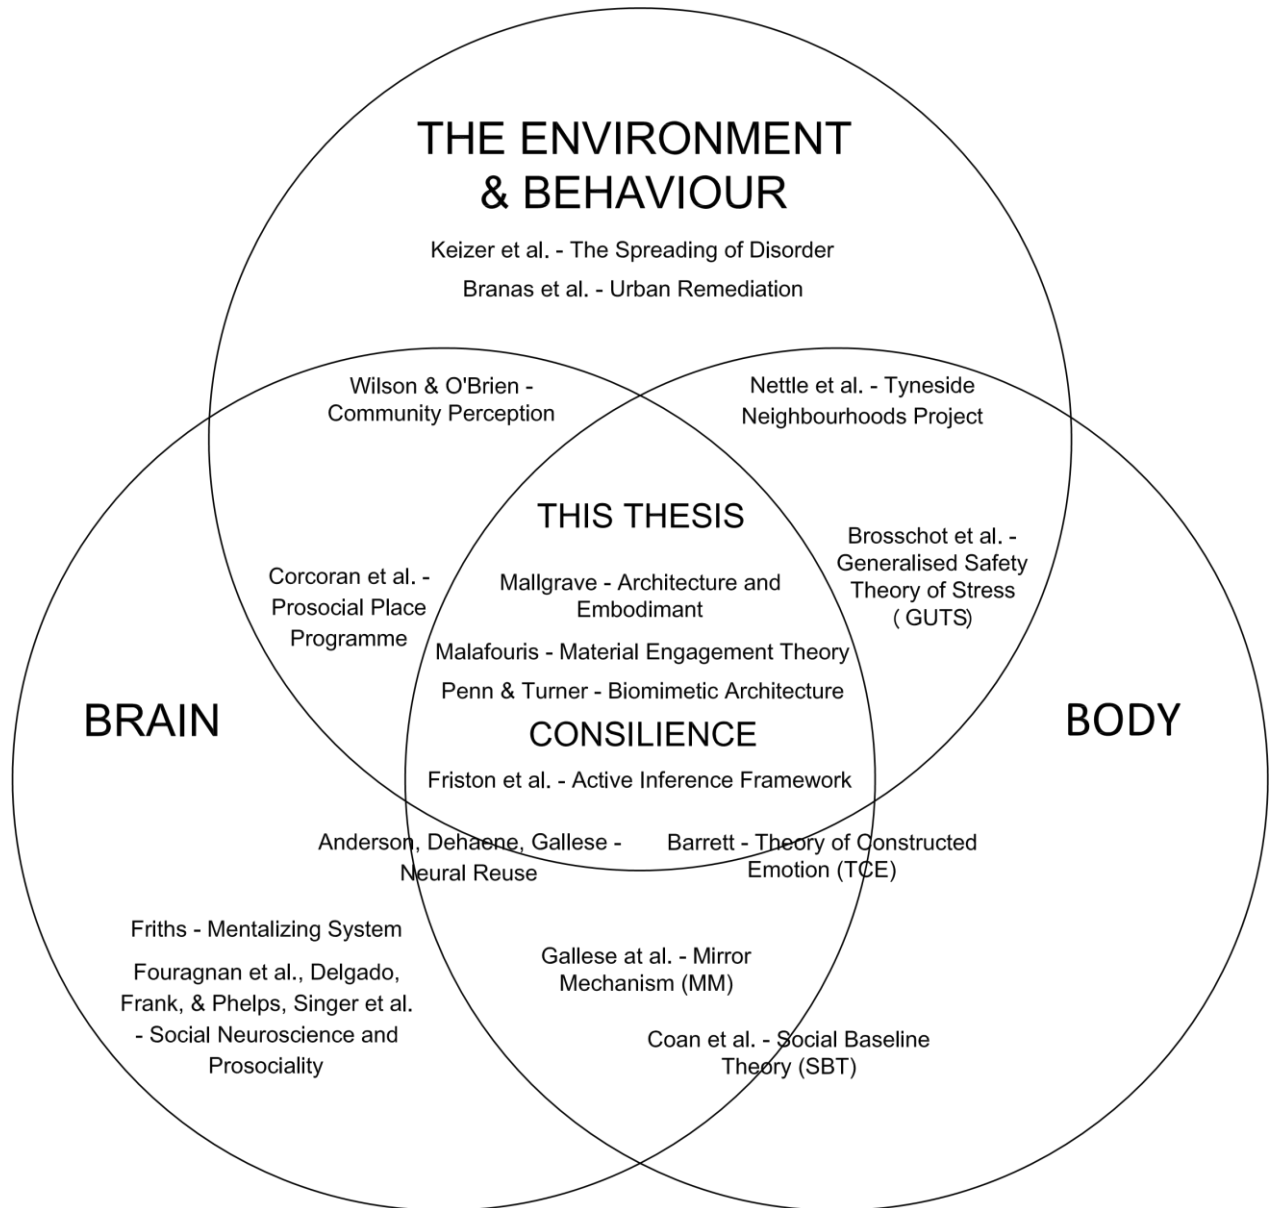 THE ENVIRONMENT
& BEHAVIOUR
Keizer et al. - The Spreading of Disorder
Branas et al. - Urban Remediation
Wilson & O'Brien -
Community Perception
Nettle et al. - Tyneside
Neighbourhoods Project
THIS THESIS
Brosschot et al. -
Generalised Safety
Theory of Stress
( GUTS)
Corcoran et al. -
Prosocial Place
Programme
Mallgrave - Architecture and
Embodimant
Malafouris - Material Engagement Theory
Penn & Turner - Biomimetic Architecture
BRAIN
CONSILIENCE
BODY
Friston et al. - Active Inference Framework
Anderson, Dehaene, Gallese -
Neural Reuse
Barrett - Theory of Constructed
Emotion (TCE)
Friths - Mentalizing System
Fouragnan et al., Delgado,
Frank, & Phelps, Singer et al.
- Social Neuroscience and
Prosociality
Gallese at al. - Mirror
Mechanism (MM)
Coan et al. - Social Baseline
Theory (SBT)